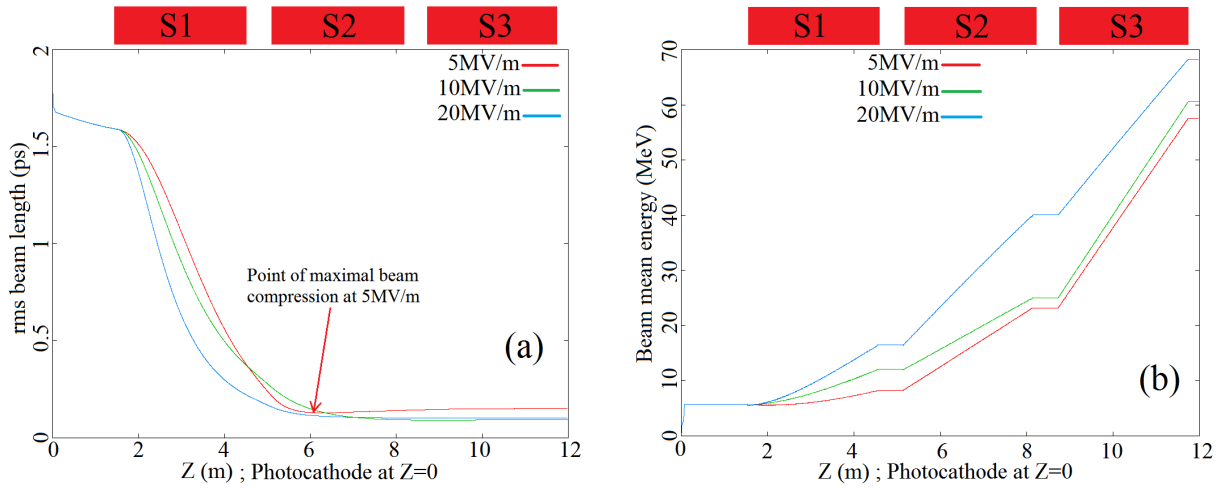 S1 S2 S3
2
1.5
1
0.5
0
rms beam length (ps)
5MV/m
10MV/m
20MV/m
Point of maximal beam
compression at 5MV/m
(a)
0 2 4 6 8 10 12
Z (m) ; Photocathode at Z=0
S1 S2 S3
70
60
50
40
30
20
10
0
Beam mean energy (MeV)
5MV/m
10MV/m
20MV/m
(b)
0 2 4 6 8 10 12
Z (m) ; Photocathode at Z=0